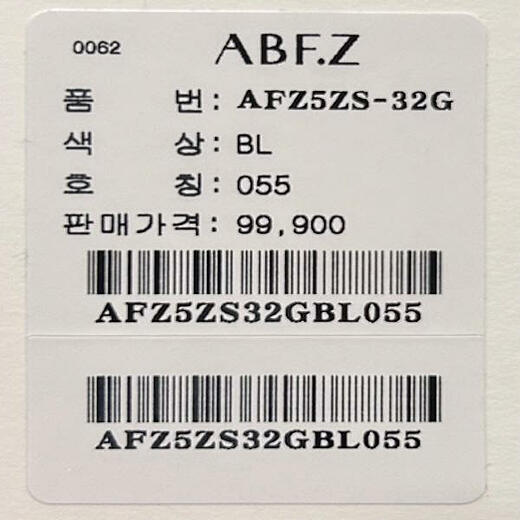 0062 ABF.Z
품 번 : AFZ5ZS-32G
색 상 : BL
호 칭 : 055
판매가격 : 99,900
AFZ5ZS32GBL055
AFZ5ZS32GBL055